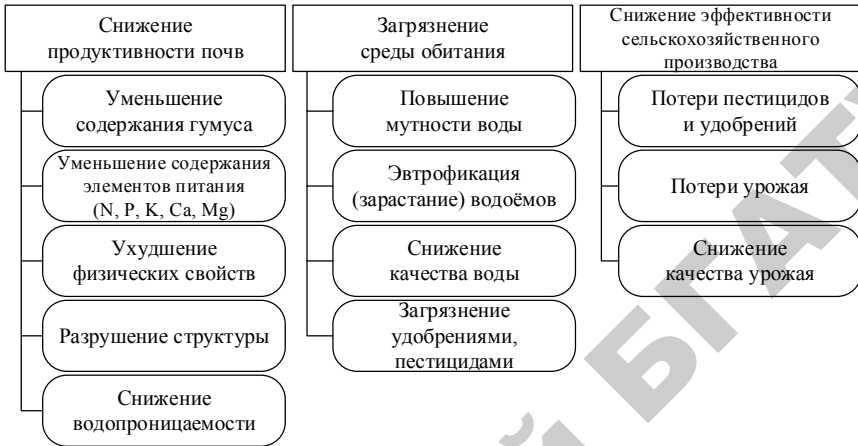 Снижение
продуктивности почв
Уменьшение
содержания гумуса
Уменьшение содержания
элементов питания
(N, P, K, Ca, Mg)
Ухудшение
физических свойств
Разрушение структуры
Снижение
водопроницаемости
Загрязнение
среды обитания
Повышение
мутности воды
Эвтрофикация
(зарастание) водоёмов
Снижение
качества воды
Загрязнение
удобрениями,
пестицидами
Снижение эффективности
сельскохозяйственного
производства
Потери пестицидов
и удобрений
Потери урожая
Снижение
качества урожая
БГАТУ